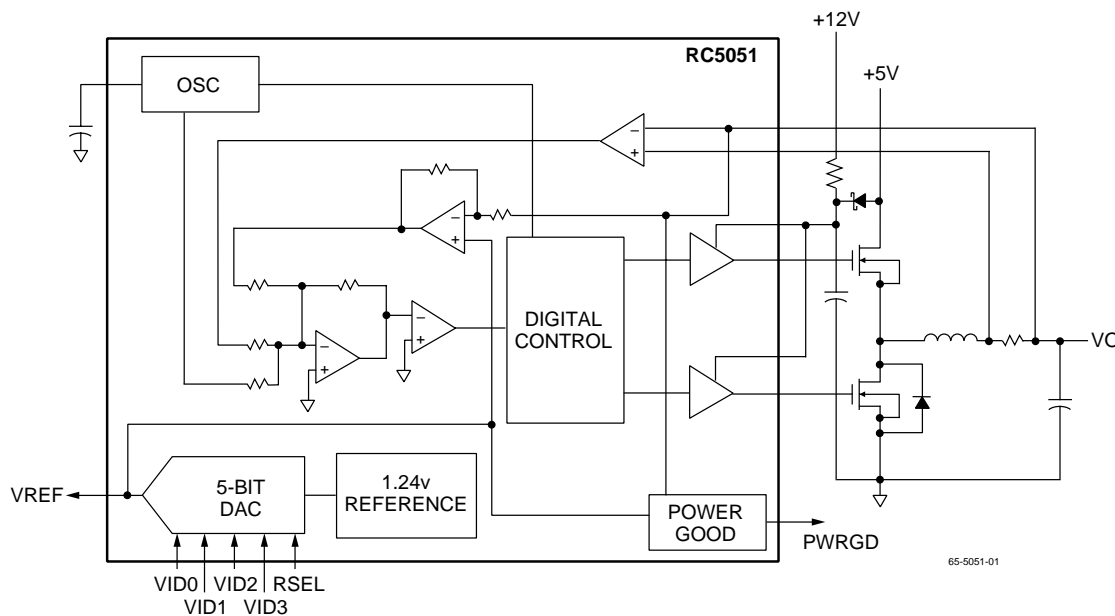 +12V
RC5051
+5V
OSC
−
+
−
+
DIGITAL
CONTROL
−
+
−
+
VO
VREF
5-BIT
DAC
1.24v
REFERENCE
POWER
GOOD
PWRGD
65-5051-01
VID0
VID2
RSEL
VID1
VID3